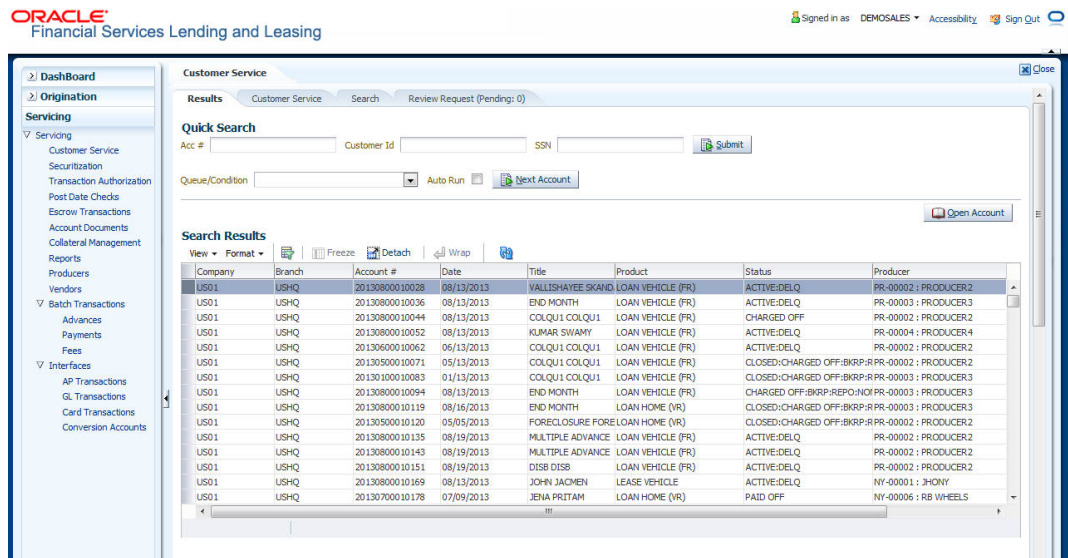 ORACLE
Financial Services Lending and Leasing
Signed in as DEMOSALES Accessibility Sign Out
Close
DashBoard
Origination
Servicing
Servicing
Customer Service
Securitization
Transaction Authorization
Post Date Checks
Escrow Transactions
Account Documents
Collateral Management
Reports
Producers
Vendors
Batch Transactions
Advances
Payments
Fees
Interfaces
AP Transactions
GL Transactions
Card Transactions
Conversion Accounts
Customer Service
Results Customer Service Search Review Request (Pending: 0)
Quick Search
Acc # Customer Id SSN Submit
Queue/Condition Auto Run Next Account
Open Account
Search Results
View Format Freeze Detach Wrap
Company Branch Account # Date Title Product Status Producer
US01 USHQ 20130800010028 08/13/2013 VALLISHAYEE SKAND LOAN VEHICLE (FR) ACTIVE:DELQ PR-00002 : PRODUCER2
US01 USHQ 20130800010036 08/13/2013 END MONTH LOAN VEHICLE (FR) ACTIVE:DELQ PR-00003 : PRODUCER3
US01 USHQ 20130800010044 08/13/2013 COLQU1 COLQU1 LOAN VEHICLE (FR) CHARGED OFF PR-00002 : PRODUCER2
US01 USHQ 20130800010052 08/13/2013 KUMAR SWAMY LOAN VEHICLE (FR) ACTIVE:DELQ PR-00004 : PRODUCER4
US01 USHQ 20130600010062 06/13/2013 COLQU1 COLQU1 LOAN VEHICLE (FR) ACTIVE:DELQ PR-00002 : PRODUCER2
US01 USHQ 20130500010071 05/13/2013 COLQU1 COLQU1 LOAN VEHICLE (FR) CLOSED:CHARGED OFF:BKRP:R PR-00002 : PRODUCER2
US01 USHQ 20130100010083 01/13/2013 COLQU1 COLQU1 LOAN VEHICLE (FR) CLOSED:CHARGED OFF:BKRP:R PR-00003 : PRODUCER3
US01 USHQ 20130800010094 08/13/2013 END MONTH LOAN VEHICLE (FR) CHARGED OFF:BKRP:REPO:NON PR-00003 : PRODUCER3
US01 USHQ 20130800010119 08/16/2013 END MONTH LOAN HOME (VR) CLOSED:CHARGED OFF:BKRP:R PR-00003 : PRODUCER3
US01 USHQ 20130500010120 05/05/2013 FORECLOSURE FORE LOAN HOME (VR) CLOSED:CHARGED OFF:BKRP:R PR-00002 : PRODUCER2
US01 USHQ 20130800010135 08/19/2013 MULTIPLE ADVANCE LOAN VEHICLE (FR) ACTIVE:DELQ PR-00002 : PRODUCER2
US01 USHQ 20130800010143 08/19/2013 MULTIPLE ADVANCE LOAN VEHICLE (FR) ACTIVE:DELQ PR-00002 : PRODUCER2
US01 USHQ 20130800010151 08/19/2013 DISB DISB LOAN VEHICLE (FR) ACTIVE:DELQ PR-00002 : PRODUCER2
US01 USHQ 20130800010169 08/13/2013 JOHN JACMEN LEASE VEHICLE ACTIVE:DELQ NY-00001 : JHONY
US01 USHQ 20130700010178 07/09/2013 JENA PRITAM LOAN HOME (VR) PAID OFF NY-00006 : RB WHEELS